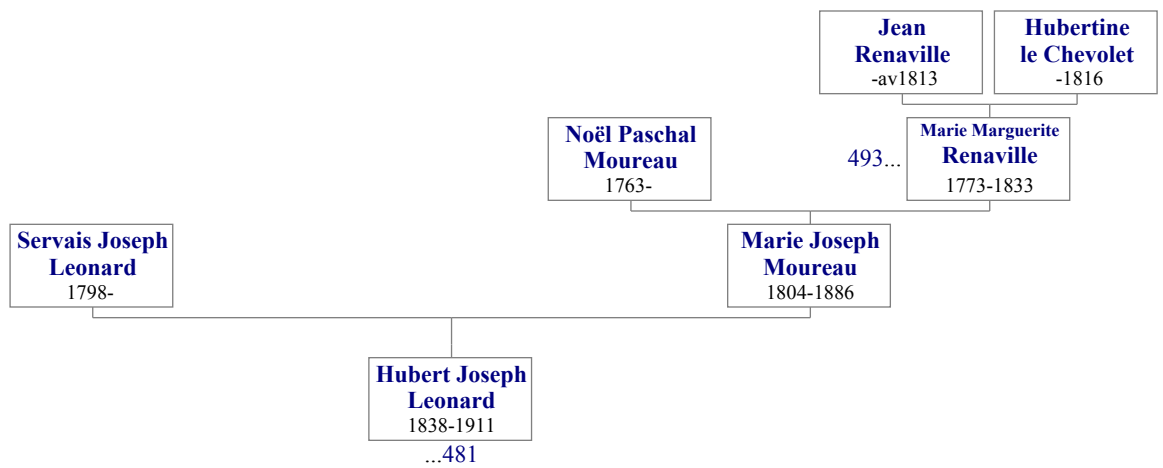 Jean
Renaville
-av1813
Hubertine
le Chevolet
-1816
Noël Paschal
Moureau
1763-
493...
Marie Marguerite
Renaville
1773-1833
Servais Joseph
Leonard
1798-
Marie Joseph
Moureau
1804-1886
Hubert Joseph
Leonard
1838-1911
...481